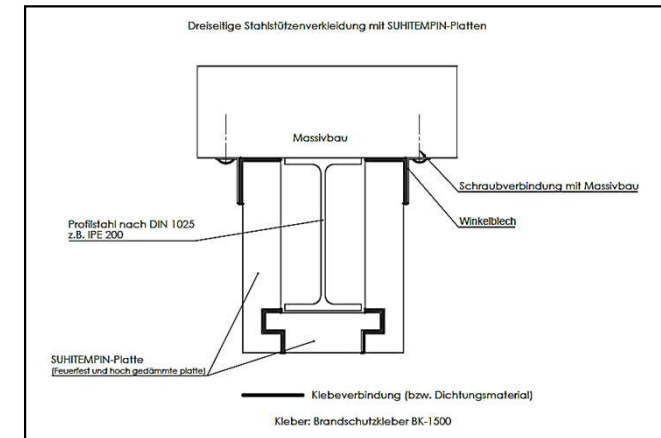 Dreiseitige Stahlstützenverkleidung mit SUHITEMPIN-Platten
Massivbau
Schraubverbindung mit Massivbau
Winkelblech
Profilstahl nach DIN 1025
z.B. IPE 200
SUHITEMPIN-Platte
(Feuerfest und hoch gedämmte platte)
Klebeverbindung (bzw. Dichtungsmaterial)
Kleber: Brandschutzkleber BK-1500